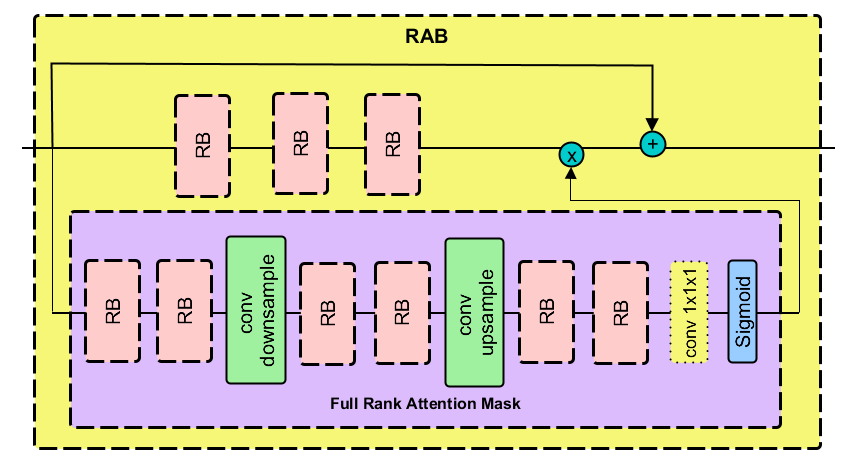 RAB
+
RB
RB
RB
x
RB
RB
conv
downsample
RB
RB
conv
upsample
RB
RB
conv 1x1x1
Sigmoid
Full Rank Attention Mask